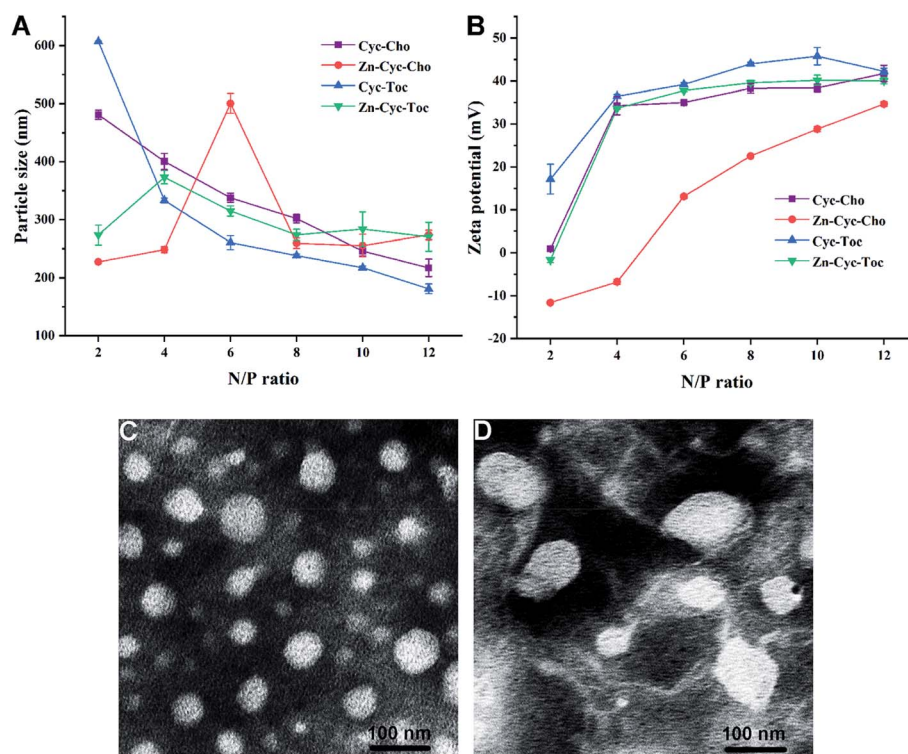 A
Particle size (nm)
600
500
400
300
200
100
2 4 6 8 10 12
N/P ratio
Cyc-Cho
Zn-Cyc-Cho
Cyc-Toc
Zn-Cyc-Toc
B
Zeta potential (mV)
50
40
30
20
10
0
-10
-20
2 4 6 8 10 12
N/P ratio
Cyc-Cho
Zn-Cyc-Cho
Cyc-Toc
Zn-Cyc-Toc
C
100 nm
D
100 nm